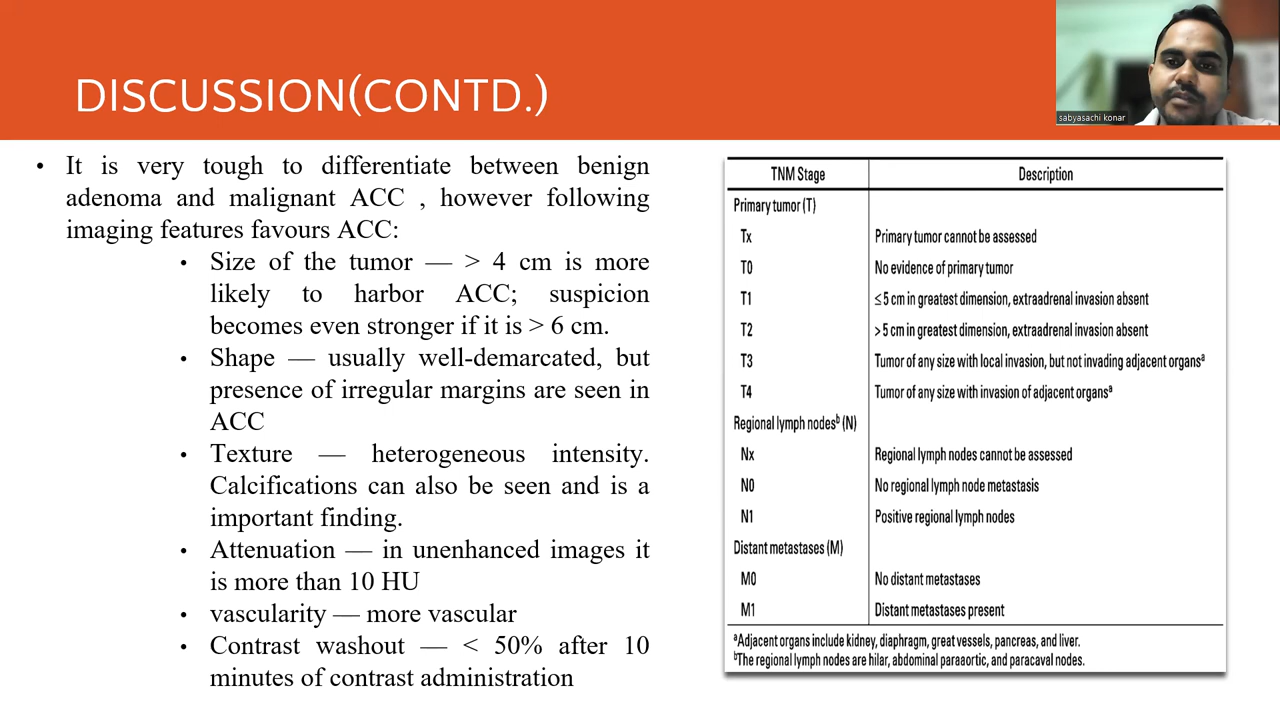 DISCUSSION(CONTD.)
sabyasachi konar
• It is very tough to differentiate between benign
adenoma and malignant ACC , however following
imaging features favours ACC:
• Size of the tumor — > 4 cm is more
likely to harbor ACC; suspicion
becomes even stronger if it is > 6 cm.
• Shape — usually well-demarcated, but
presence of irregular margins are seen in
ACC
• Texture — heterogeneous intensity.
Calcifications can also be seen and is a
important finding.
• Attenuation — in unenhanced images it
is more than 10 HU
• vascularity — more vascular
• Contrast washout — < 50% after 10
minutes of contrast administration
TNM Stage Description
Primary tumor (T)
Tx Primary tumor cannot be assessed
T0 No evidence of primary tumor
T1 ≤5 cm in greatest dimension, extraadrenal invasion absent
T2 >5 cm in greatest dimension, extraadrenal invasion absent
T3 Tumor of any size with local invasion, but not invading adjacent organsᵃ
T4 Tumor of any size with invasion of adjacent organsᵃ
Regional lymph nodesᵇ (N)
Nx Regional lymph nodes cannot be assessed
N0 No regional lymph node metastasis
N1 Positive regional lymph nodes
Distant metastases (M)
M0 No distant metastases
M1 Distant metastases present
ᵃAdjacent organs include kidney, diaphragm, great vessels, pancreas, and liver.
ᵇThe regional lymph nodes are hilar, abdominal paraaortic, and paracaval nodes.